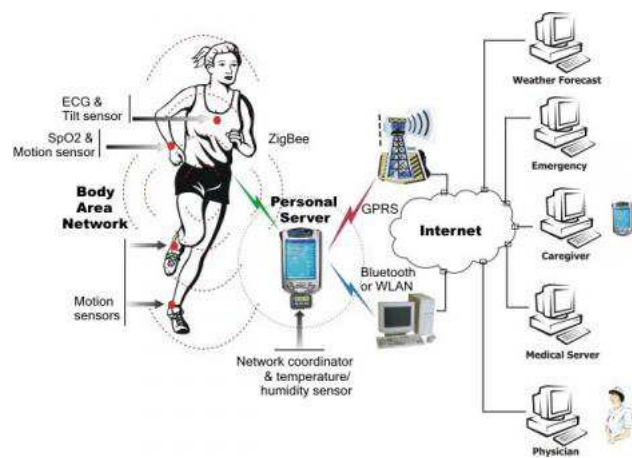 ECG &
Tilt sensor
SpO2 &
Motion sensor
Body
Area
Network
Motion
sensors
ZigBee
Personal
Server
Network coordinator
& temperature/
humidity sensor
GPRS
Bluetooth
or WLAN
Internet
Weather Forecast
Emergency
Caregiver
Medical Server
Physician